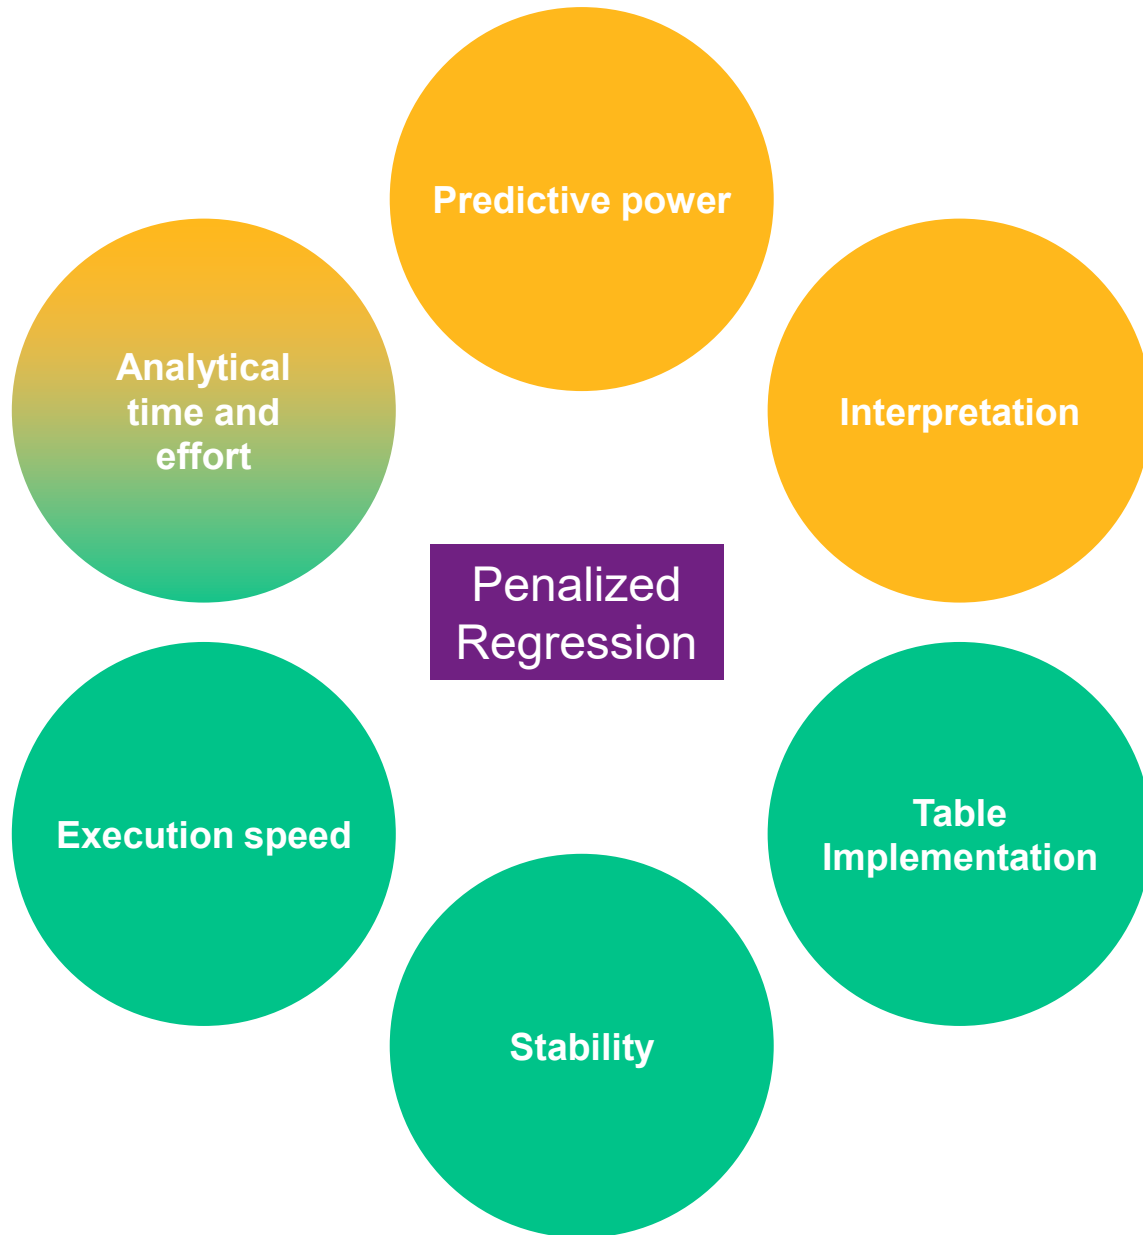 Predictive power
Analytical
time and
effort
Interpretation
Penalized
Regression
Execution speed
Table
Implementation
Stability